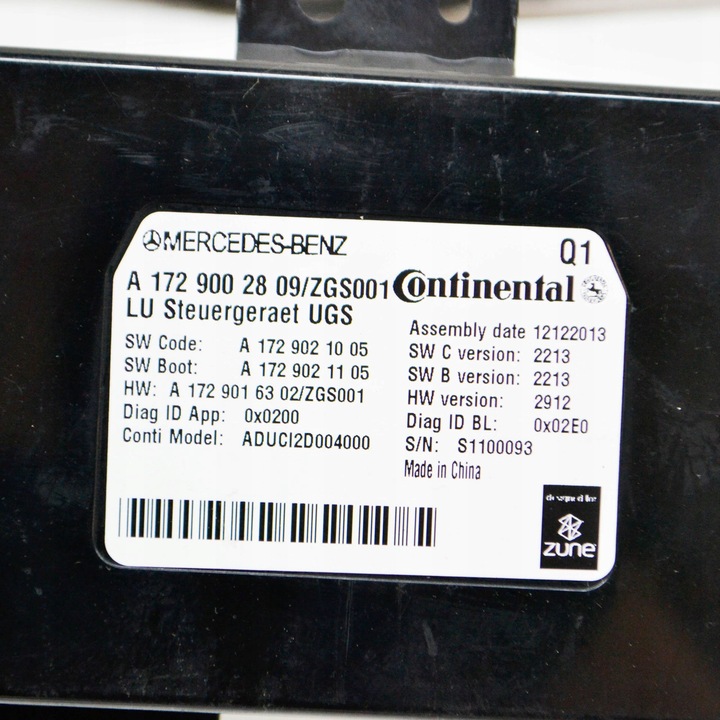 MERCEDES-BENZ
Q1
A 172 900 28 09/ZGS001
Continental
LU Steuergeraet UGS
Assembly date 12122013
SW Code: A 172 902 10 05
SW C version: 2213
SW Boot: A 172 902 11 05
SW B version: 2213
HW: A 172 901 63 02/ZGS001
HW version: 2912
Diag ID App: 0x0200
Diag ID BL: 0x02E0
Conti Model: ADUCI2D004000
S/N: S1100093
Made in China
zune